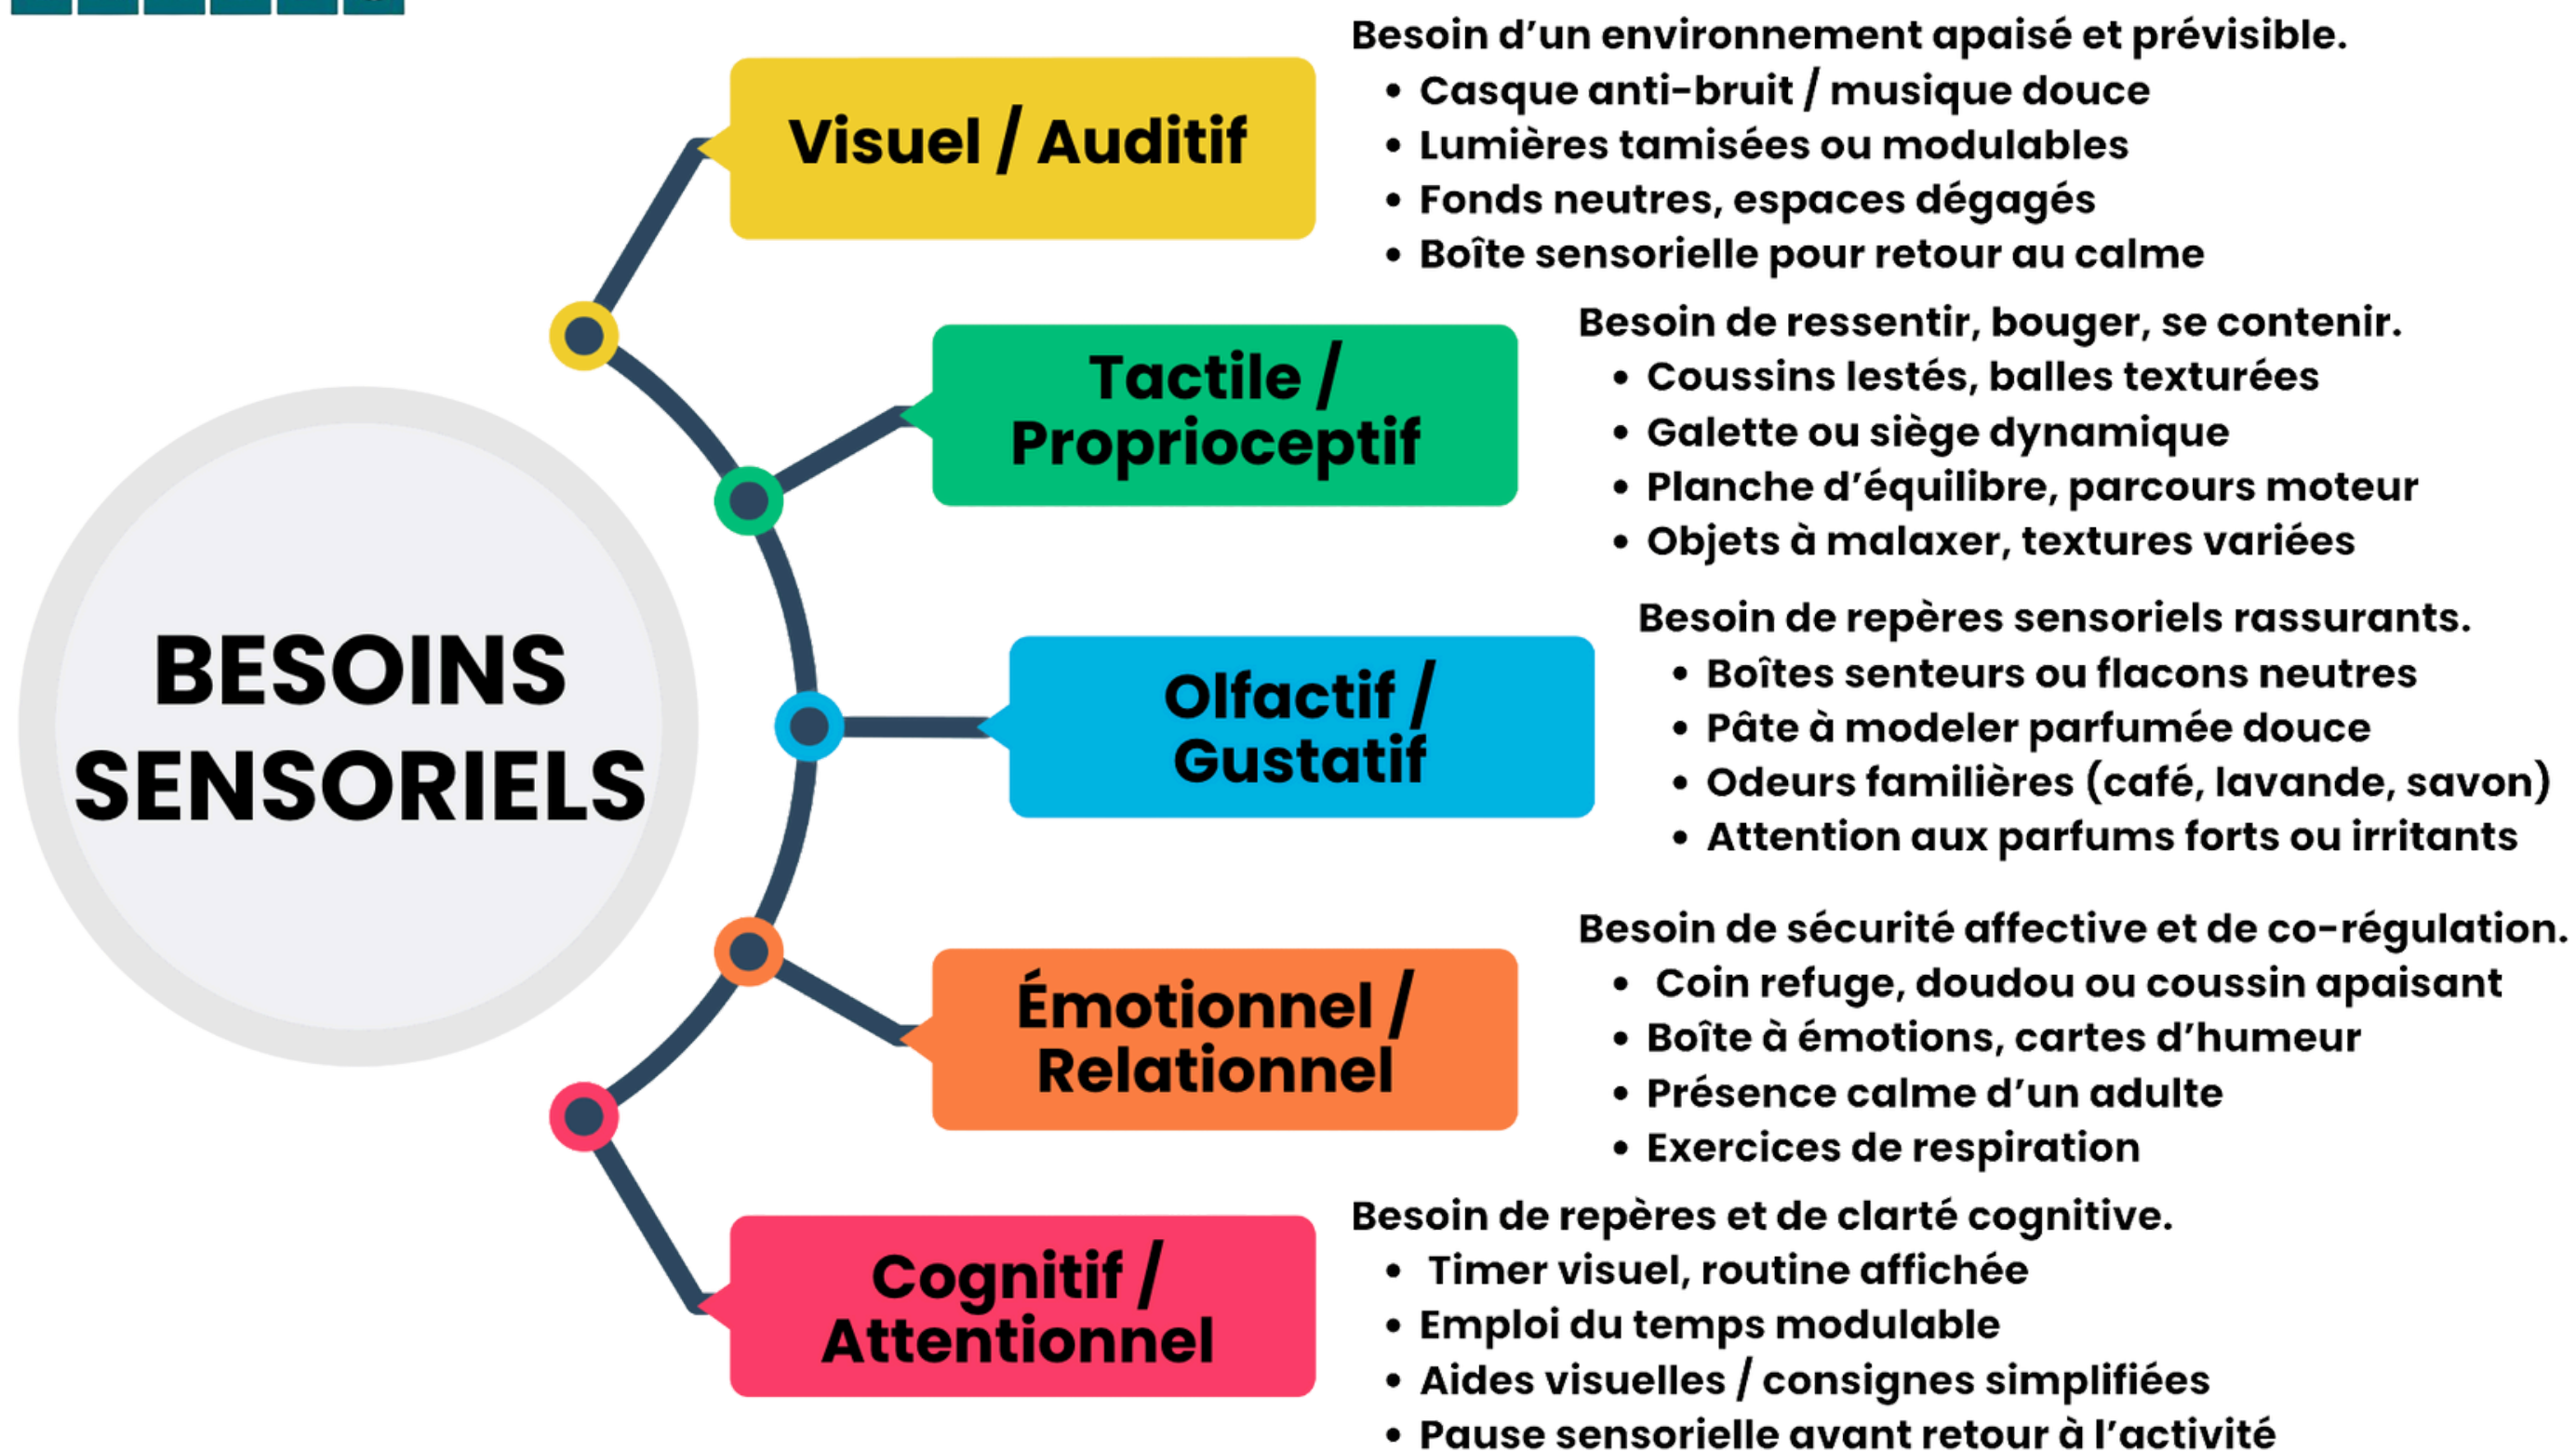 BESOINS
SENSORIELS
Visuel / Auditif
Besoin d’un environnement apaisé et prévisible.
• Casque anti-bruit / musique douce
• Lumières tamisées ou modulables
• Fonds neutres, espaces dégagés
• Boîte sensorielle pour retour au calme
Tactile /
Proprioceptif
Besoin de ressentir, bouger, se contenir.
• Coussins lestés, balles texturées
• Galette ou siège dynamique
• Planche d’équilibre, parcours moteur
• Objets à malaxer, textures variées
Olfactif /
Gustatif
Besoin de repères sensoriels rassurants.
• Boîtes senteurs ou flacons neutres
• Pâte à modeler parfumée douce
• Odeurs familières (café, lavande, savon)
• Attention aux parfums forts ou irritants
Émotionnel /
Relationnel
Besoin de sécurité affective et de co-régulation.
• Coin refuge, doudou ou coussin apaisant
• Boîte à émotions, cartes d’humeur
• Présence calme d’un adulte
• Exercices de respiration
Cognitif /
Attentionnel
Besoin de repères et de clarté cognitive.
• Timer visuel, routine affichée
• Emploi du temps modulable
• Aides visuelles / consignes simplifiées
• Pause sensorielle avant retour à l’activité